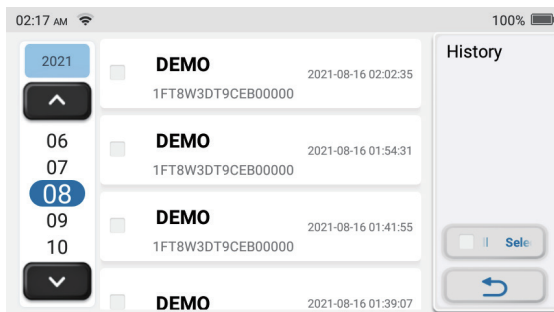 02:17 AM
100%
2021
06
07
08
09
10
DEMO
2021-08-16 02:02:35
1FT8W3DT9CEB00000
DEMO
2021-08-16 01:54:31
1FT8W3DT9CEB00000
DEMO
2021-08-16 01:41:55
1FT8W3DT9CEB00000
DEMO
2021-08-16 01:39:07
History